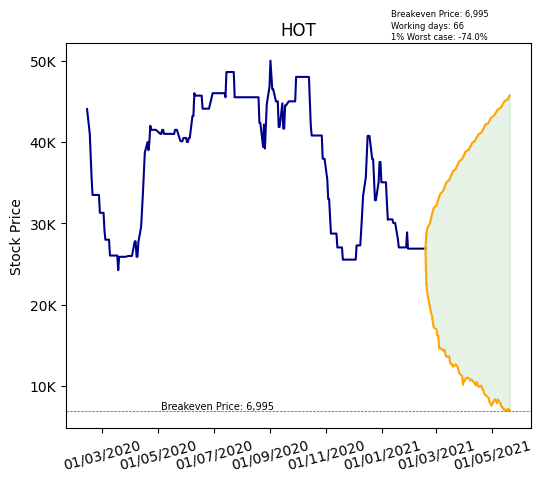 Breakeven Price: 6,995
Working days: 66
1% Worst case: -74.0%
HOT
Stock Price
50K
40K
30K
20K
10K
Breakeven Price: 6,995
01/03/2020
01/05/2020
01/07/2020
01/09/2020
01/11/2020
01/01/2021
01/03/2021
01/05/2021